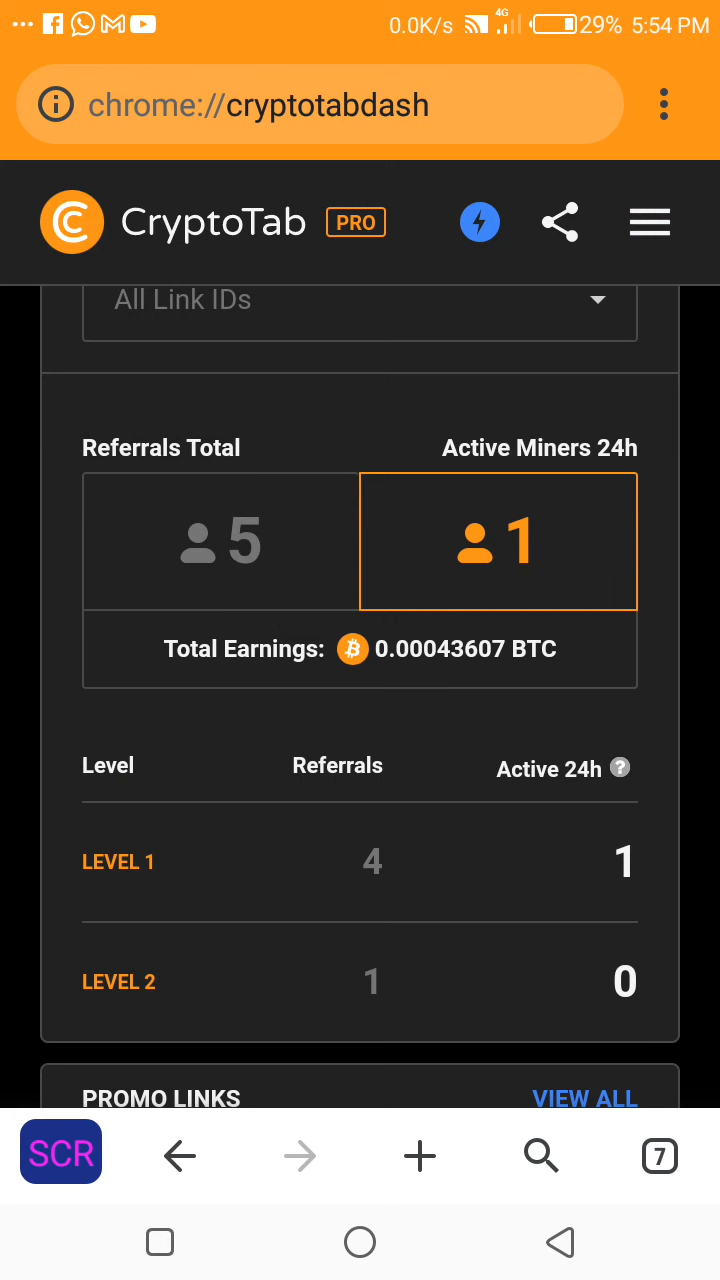 0.0K/s 4G 29% 5:54 PM
chrome://cryptotabdash
CryptoTab PRO
All Link IDs
Referrals Total Active Miners 24h
5 1
Total Earnings: 0.00043607 BTC
Level Referrals Active 24h ?
LEVEL 1 4 1
LEVEL 2 1 0
PROMO LINKS VIEW ALL
SCR 7